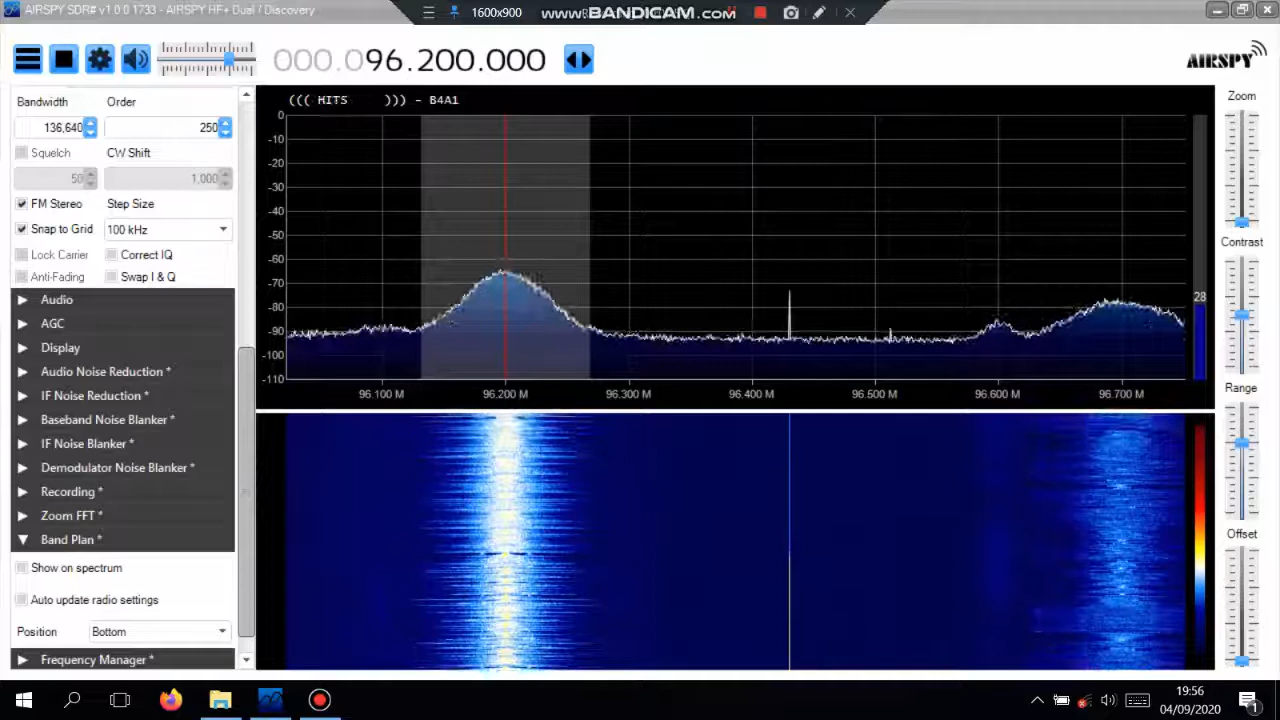 AIRSPY SDR# v1.0.0.1733 - AIRSPY HF+ Dual / Discovery
1600x900
www.BANDICAM.com
000.096.200.000
AIRSPY
Bandwidth Order
136,640 250
Squelch CW Shift
50 1,000
FM Stereo Step Size
Snap to Grid 100 kHz
Lock Carrier Correct IQ
Anti-Fading Swap I & Q
Audio
AGC
Display
Audio Noise Reduction *
IF Noise Reduction *
Baseband Noise Blanker *
IF Noise Blanker *
Demodulator Noise Blanker *
Recording *
Zoom FFT *
Band Plan *
Show on spectrum
Auto update radio settings
Position Bottom
Frequency Manager *
((( HITS ))) - B4A1
0
-10
-20
-30
-40
-50
-60
-70
-80
-90
-100
-110
96.100 M 96.200 M 96.300 M 96.400 M 96.500 M 96.600 M 96.700 M
28
Zoom
Contrast
Range
Offset
19:56
04/09/2020
1